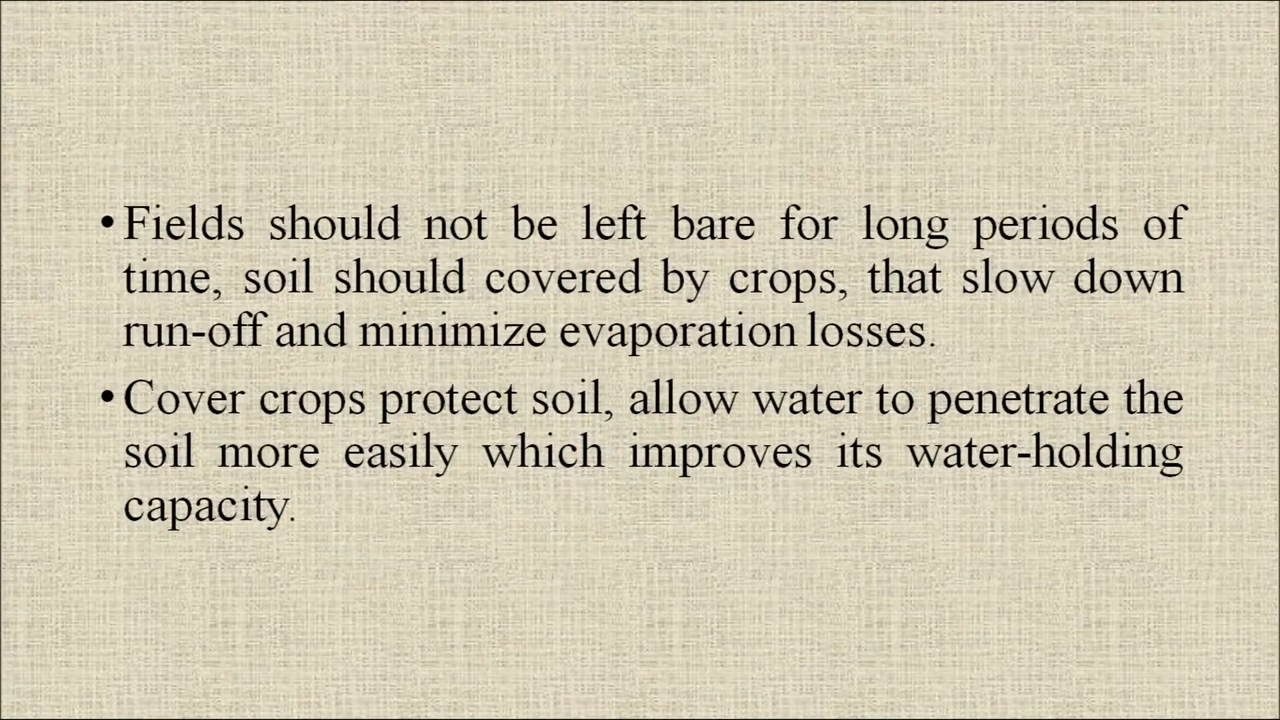 •Fields should not be left bare for long periods of
time, soil should covered by crops, that slow down
run-off and minimize evaporation losses.
•Cover crops protect soil, allow water to penetrate the
soil more easily which improves its water-holding
capacity.